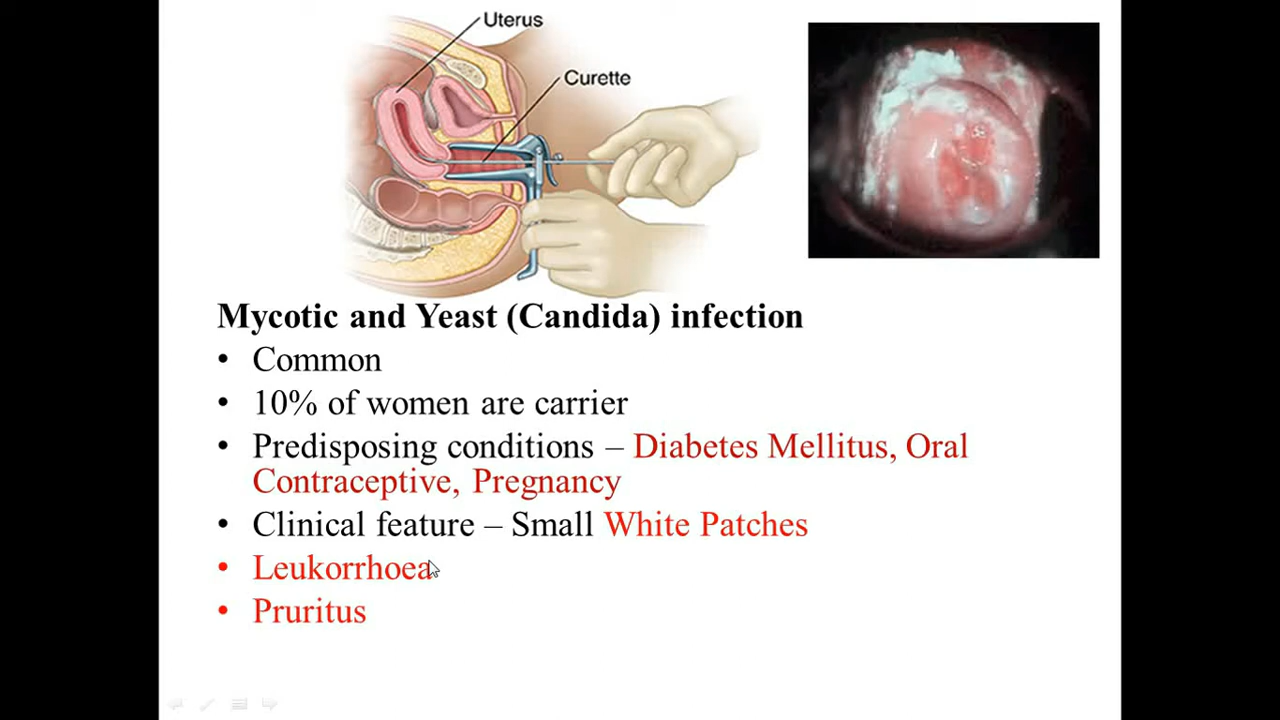 Uterus
Curette
Mycotic and Yeast (Candida) infection
• Common
• 10% of women are carrier
• Predisposing conditions – Diabetes Mellitus, Oral
Contraceptive, Pregnancy
• Clinical feature – Small White Patches
• Leukorrhoea
• Pruritus